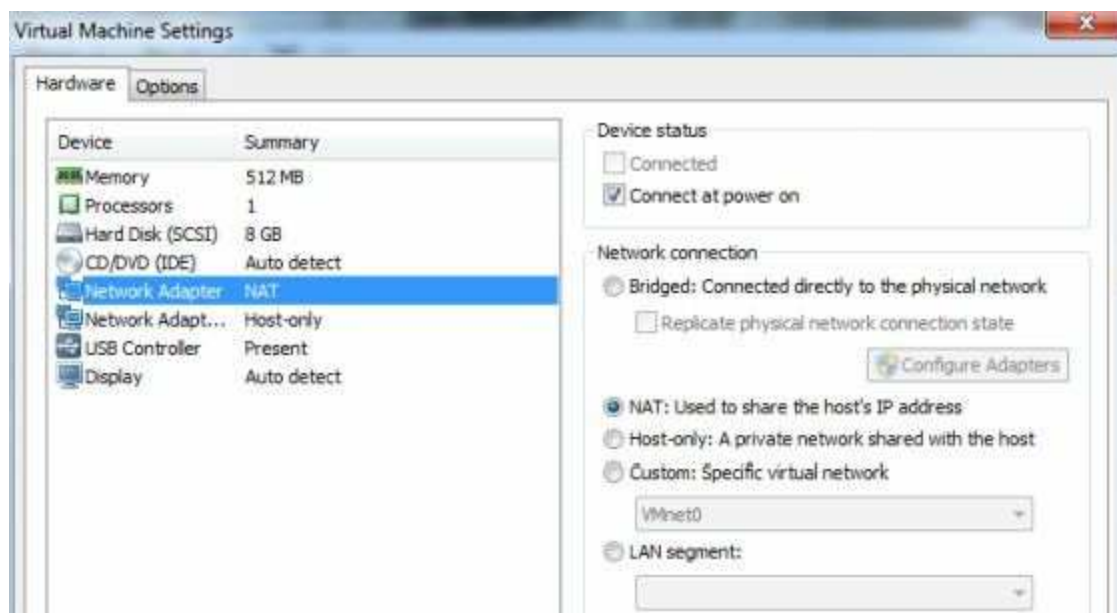 Virtual Machine Settings
Hardware Options
Device Summary
Memory 512 MB
Processors 1
Hard Disk (SCSI) 8 GB
CD/DVD (IDE) Auto detect
Network Adapter NAT
Network Adapt... Host-only
USB Controller Present
Display Auto detect
Device status
Connected
Connect at power on
Network connection
Bridged: Connected directly to the physical network
Replicate physical network connection state
Configure Adapters
NAT: Used to share the host's IP address
Host-only: A private network shared with the host
Custom: Specific virtual network
VMnet0
LAN segment: